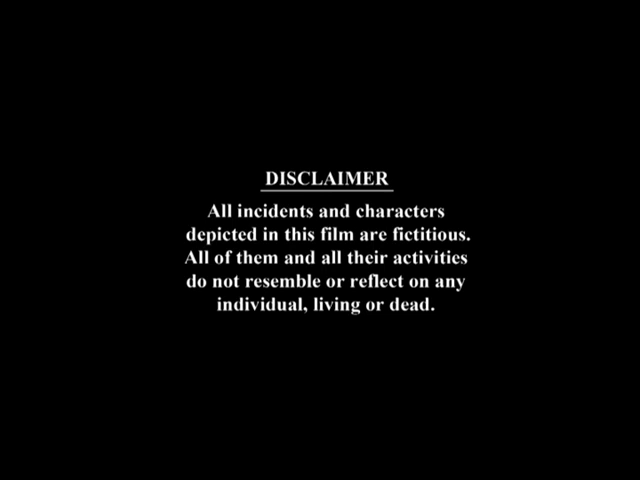 DISCLAIMER
All incidents and characters
depicted in this film are fictitious.
All of them and all their activities
do not resemble or reflect on any
individual, living or dead.